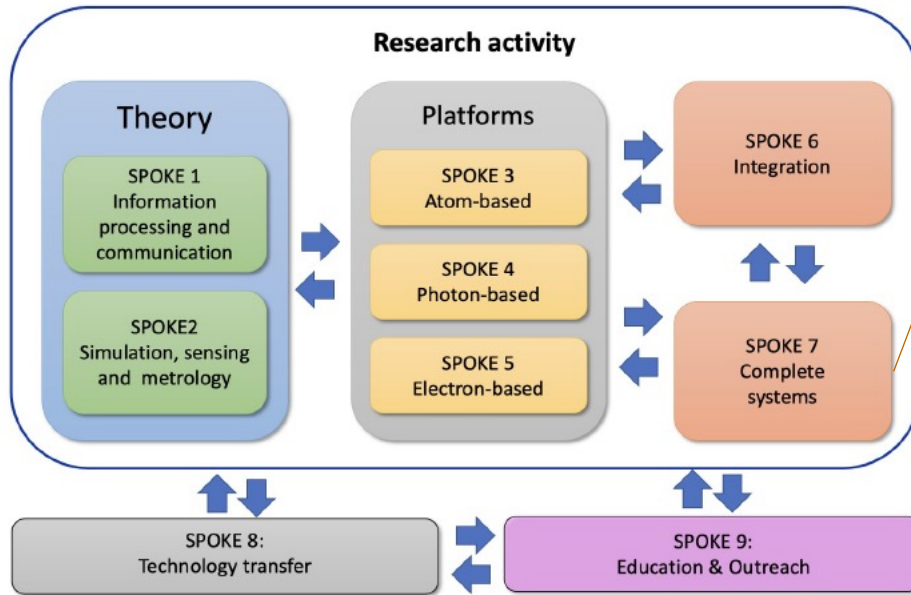 Research activity
Theory
SPOKE 1
Information
processing and
communication
SPOKE2
Simulation, sensing
and metrology
Platforms
SPOKE 3
Atom-based
SPOKE 4
Photon-based
SPOKE 5
Electron-based
SPOKE 6
Integration
SPOKE 7
Complete
systems
SPOKE 8:
Technology transfer
SPOKE 9:
Education & Outreach